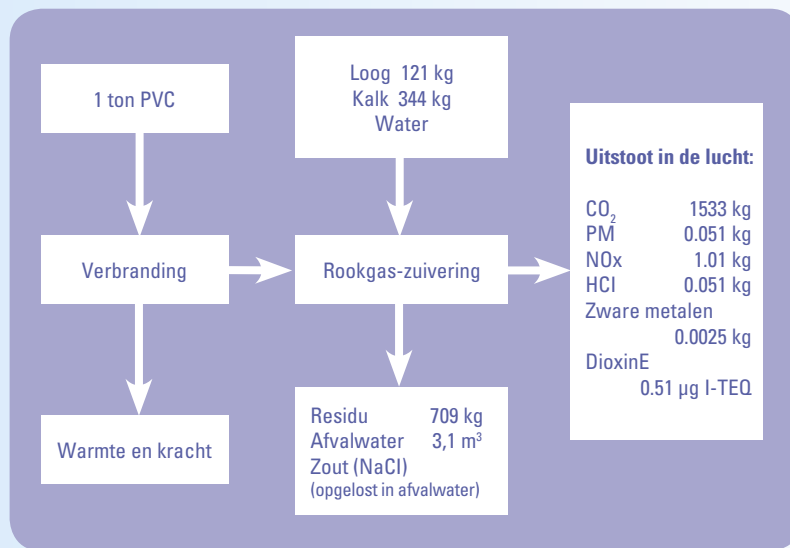 1 ton PVC
Loog 121 kg
Kalk 344 kg
Water
Verbranding
Rookgas-zuivering
Warmte en kracht
Residu 709 kg
Afvalwater 3,1 m³
Zout (NaCl)
(opgelost in afvalwater)
Uitstoot in de lucht:
CO₂ 1533 kg
PM 0.051 kg
NOx 1.01 kg
HCl 0.051 kg
Zware metalen
0.0025 kg
DioxinE
0.51 µg I-TEQ